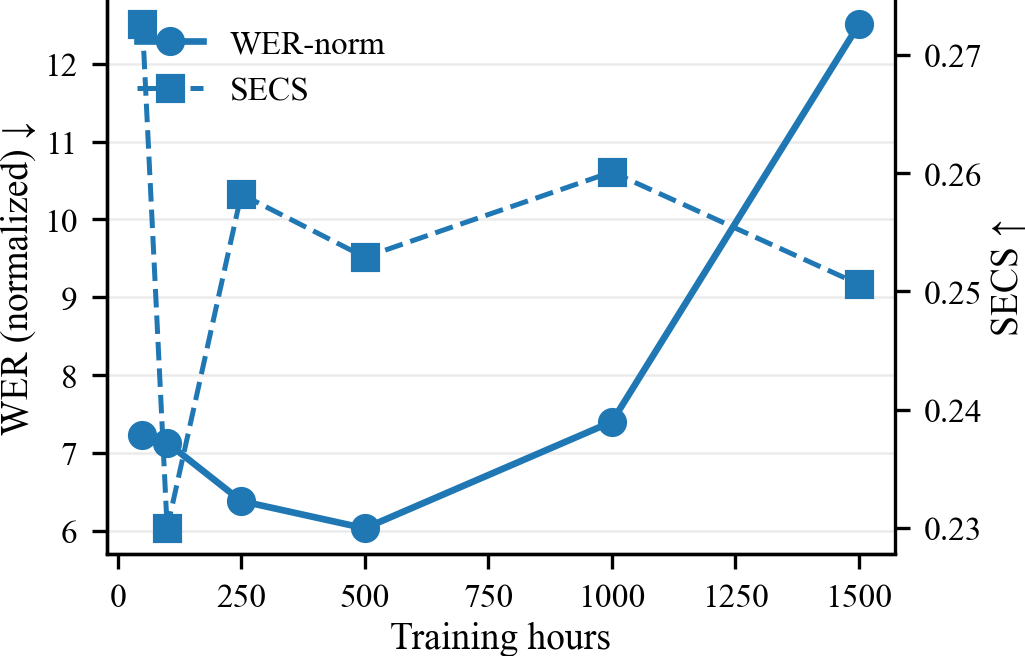 WER-norm
SECS
12
11
10
9
8
7
6
WER (normalized) ↓
0.27
0.26
0.25
0.24
0.23
SECS ↑
0 250 500 750 1000 1250 1500
Training hours